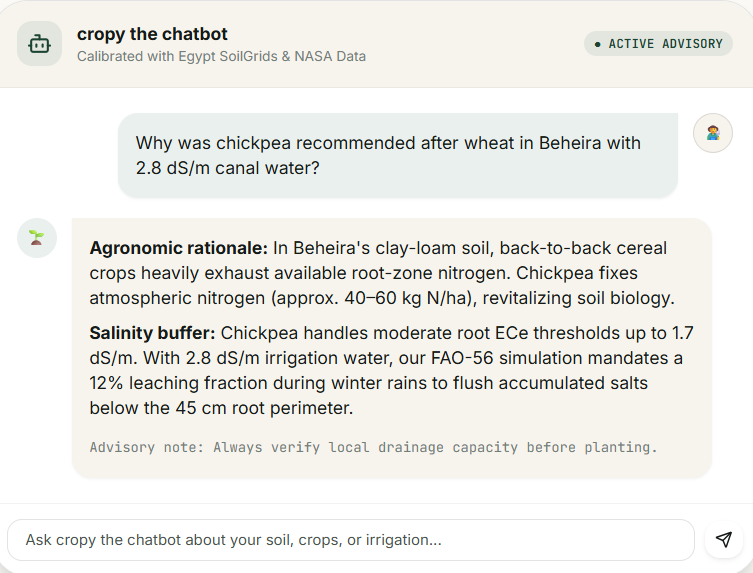 cropy the chatbot
Calibrated with Egypt SoilGrids & NASA Data
● ACTIVE ADVISORY
Why was chickpea recommended after wheat in Beheira with
2.8 dS/m canal water?
Agronomic rationale: In Beheira's clay-loam soil, back-to-back cereal
crops heavily exhaust available root-zone nitrogen. Chickpea fixes
atmospheric nitrogen (approx. 40–60 kg N/ha), revitalizing soil biology.
Salinity buffer: Chickpea handles moderate root ECe thresholds up to 1.7
dS/m. With 2.8 dS/m irrigation water, our FAO-56 simulation mandates a
12% leaching fraction during winter rains to flush accumulated salts
below the 45 cm root perimeter.
Advisory note: Always verify local drainage capacity before planting.
Ask cropy the chatbot about your soil, crops, or irrigation...